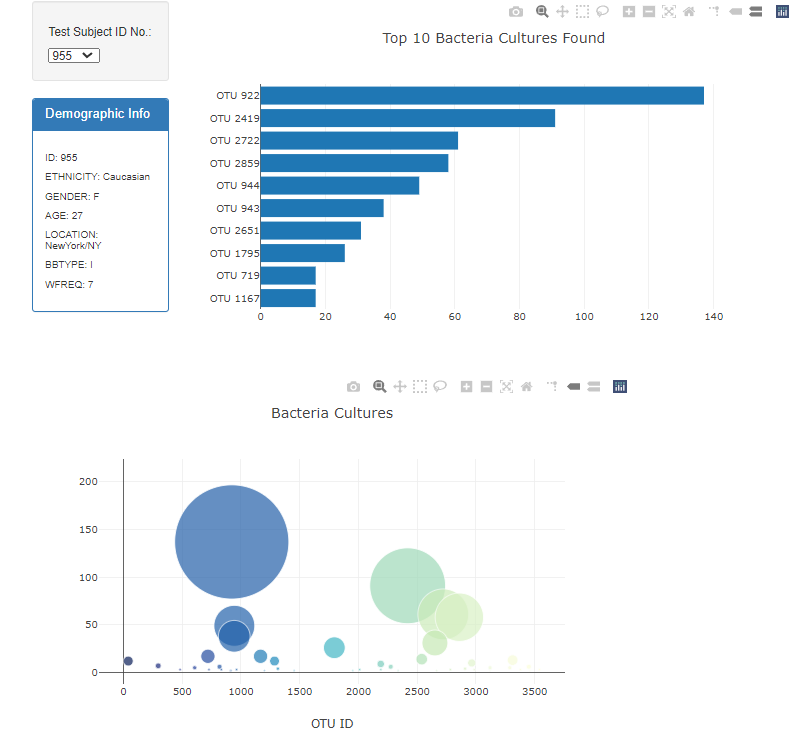 Test Subject ID No.:
955
Demographic Info
ID: 955
ETHNICITY: Caucasian
GENDER: F
AGE: 27
LOCATION:
NewYork/NY
BBTYPE: I
WFREQ: 7
Top 10 Bacteria Cultures Found
OTU 922
OTU 2419
OTU 2722
OTU 2859
OTU 944
OTU 943
OTU 2651
OTU 1795
OTU 719
OTU 1167
0 20 40 60 80 100 120 140
Bacteria Cultures
200
150
100
50
0
0 500 1000 1500 2000 2500 3000 3500
OTU ID